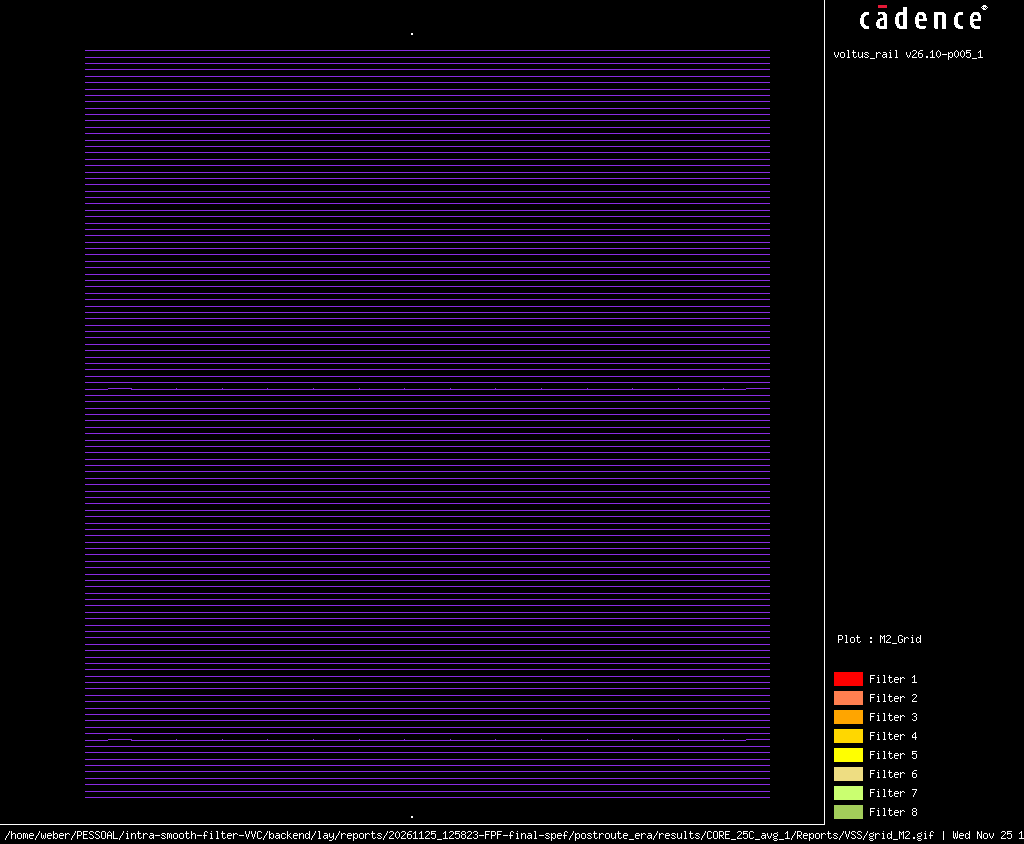 cādence®
voltus_rail v26.10-p005_1
Plot : M2_Grid
Filter 1
Filter 2
Filter 3
Filter 4
Filter 5
Filter 6
Filter 7
Filter 8
/home/weber/PESSOAL/intra-smooth-filter-VVC/backend/lay/reports/20261125_125823-FPF-final-spef/postroute_era/results/CORE_25C_avg_1/Reports/VSS/grid_M2.gif | Wed Nov 25 1